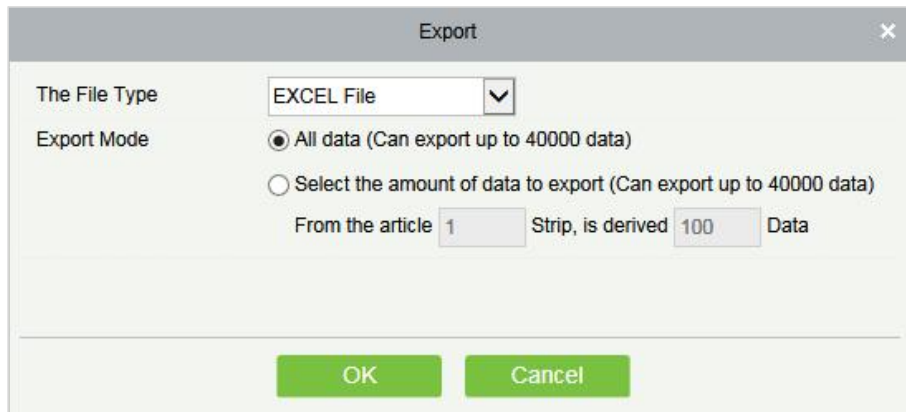 Export
The File Type EXCEL File
Export Mode All data (Can export up to 40000 data)
Select the amount of data to export (Can export up to 40000 data)
From the article 1 Strip, is derived 100 Data
OK Cancel